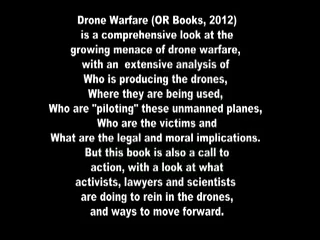 Drone Warfare (OR Books, 2012)
is a comprehensive look at the
growing menace of drone warfare,
with an extensive analysis of
Who is producing the drones,
Where they are being used,
Who are "piloting" these unmanned planes,
Who are the victims and
What are the legal and moral implications.
But this book is also a call to
action, with a look at what
activists, lawyers and scientists
are doing to rein in the drones,
and ways to move forward.